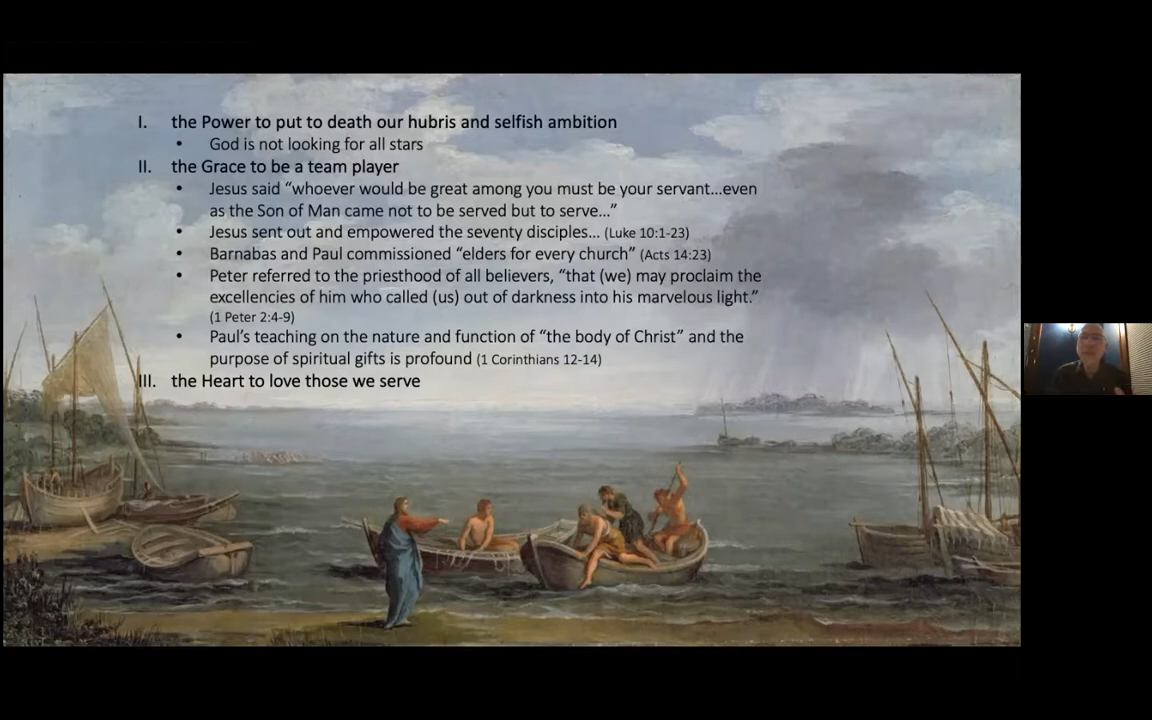 I. the Power to put to death our hubris and selfish ambition
• God is not looking for all stars
II. the Grace to be a team player
• Jesus said “whoever would be great among you must be your servant...even
as the Son of Man came not to be served but to serve...”
• Jesus sent out and empowered the seventy disciples... (Luke 10:1-23)
• Barnabas and Paul commissioned “elders for every church” (Acts 14:23)
• Peter referred to the priesthood of all believers, “that (we) may proclaim the
excellencies of him who called (us) out of darkness into his marvelous light.”
(1 Peter 2:4-9)
• Paul’s teaching on the nature and function of “the body of Christ” and the
purpose of spiritual gifts is profound (1 Corinthians 12-14)
III. the Heart to love those we serve